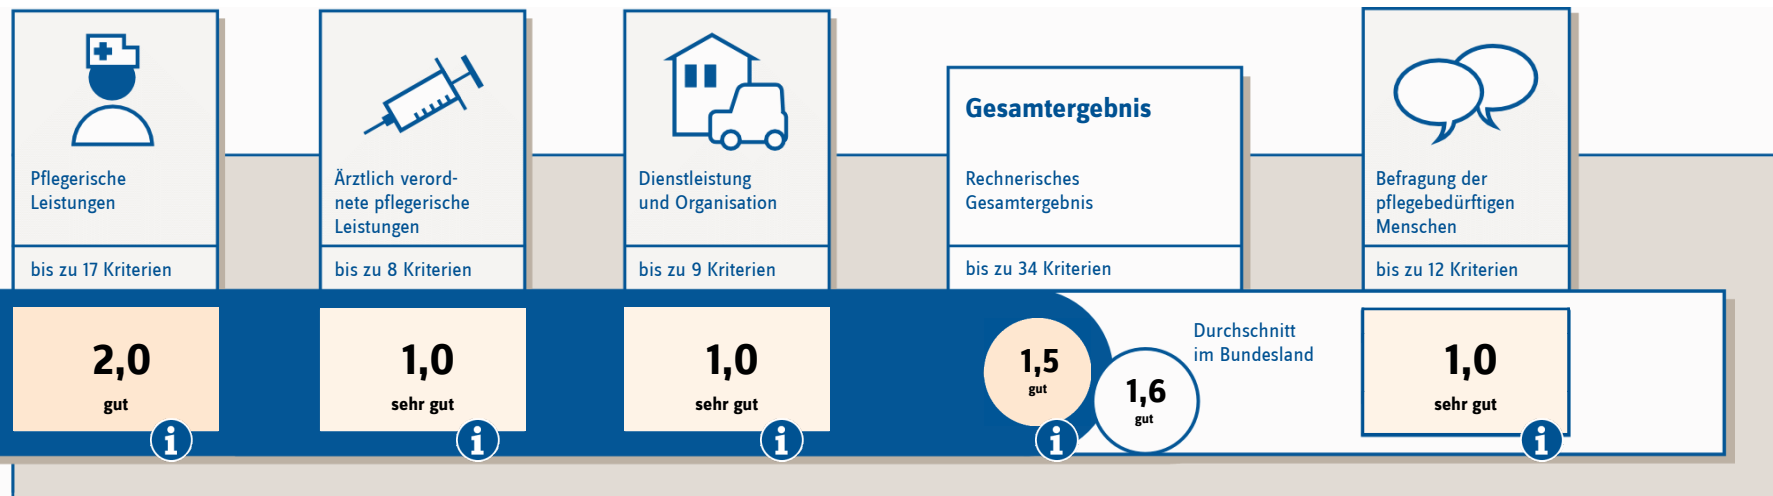 Pflegerische
Leistungen
bis zu 17 Kriterien
2,0
gut
i
Ärztlich verord-
nete pflegerische
Leistungen
bis zu 8 Kriterien
1,0
sehr gut
i
Dienstleistung
und Organisation
bis zu 9 Kriterien
1,0
sehr gut
i
Gesamtergebnis
Rechnerisches
Gesamtergebnis
bis zu 34 Kriterien
1,5
gut
i
1,6
gut
Durchschnitt
im Bundesland
Befragung der
pflegebedürftigen
Menschen
bis zu 12 Kriterien
1,0
sehr gut
i